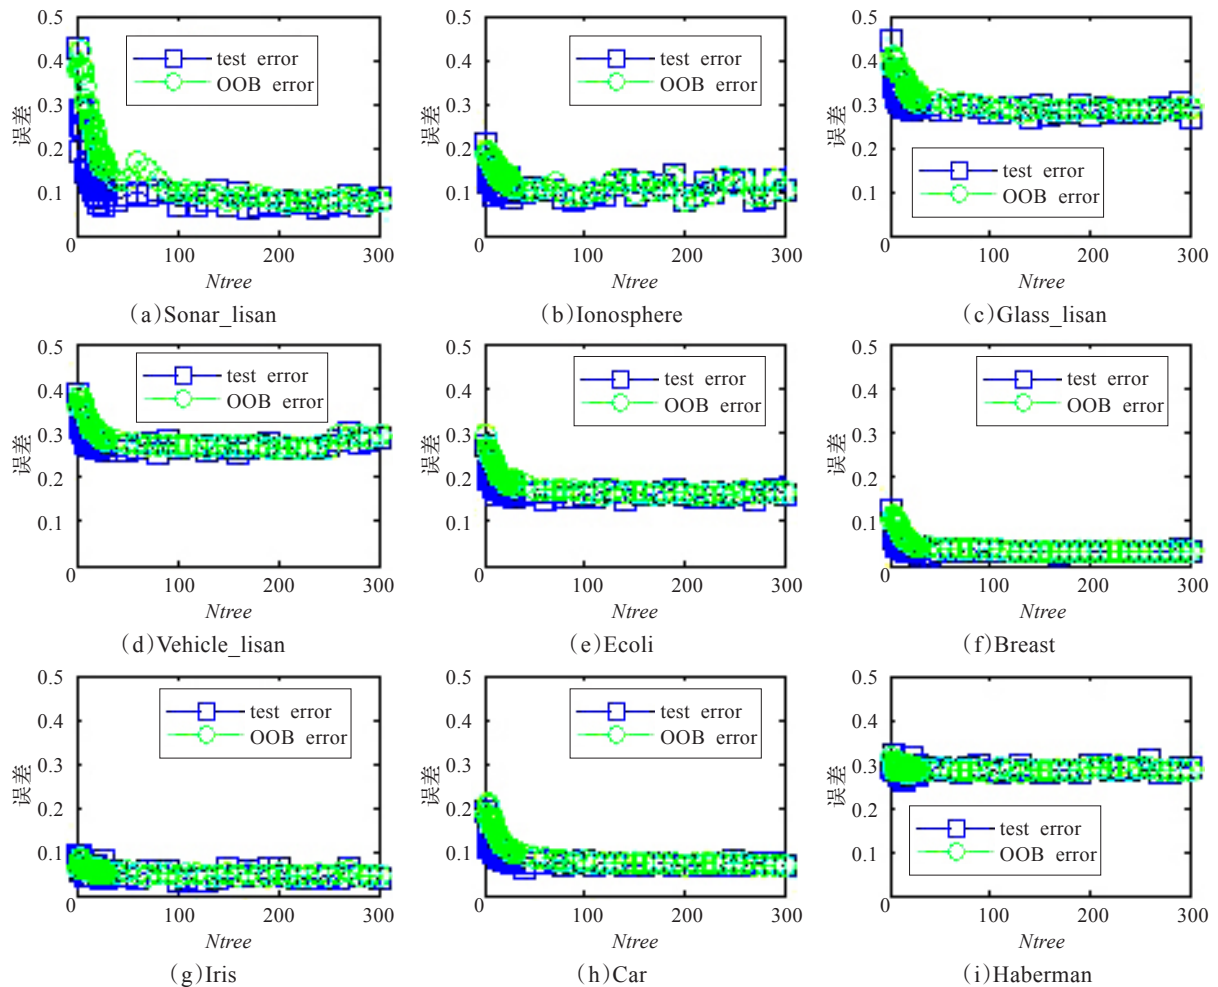 0.5
0.4
0.3
0.2
0.1
0
误差
test error
OOB error
100
200
300
Ntree
(a)Sonar_lisan
0.5
0.4
0.3
0.2
0.1
0
误差
test error
OOB error
100
200
300
Ntree
(b)Ionosphere
0.5
0.4
0.3
0.2
0.1
0
误差
test error
OOB error
100
200
300
Ntree
(c)Glass_lisan
0.5
0.4
0.3
0.2
0.1
0
误差
test error
OOB error
100
200
300
Ntree
(d)Vehicle_lisan
0.5
0.4
0.3
0.2
0.1
0
误差
test error
OOB error
100
200
300
Ntree
(e)Ecoli
0.5
0.4
0.3
0.2
0.1
0
误差
test error
OOB error
100
200
300
Ntree
(f)Breast
0.5
0.4
0.3
0.2
0.1
0
误差
test error
OOB error
100
200
300
Ntree
(g)Iris
0.5
0.4
0.3
0.2
0.1
0
误差
test error
OOB error
100
200
300
Ntree
(h)Car
0.5
0.4
0.3
0.2
0.1
0
误差
test error
OOB error
100
200
300
Ntree
(i)Haberman